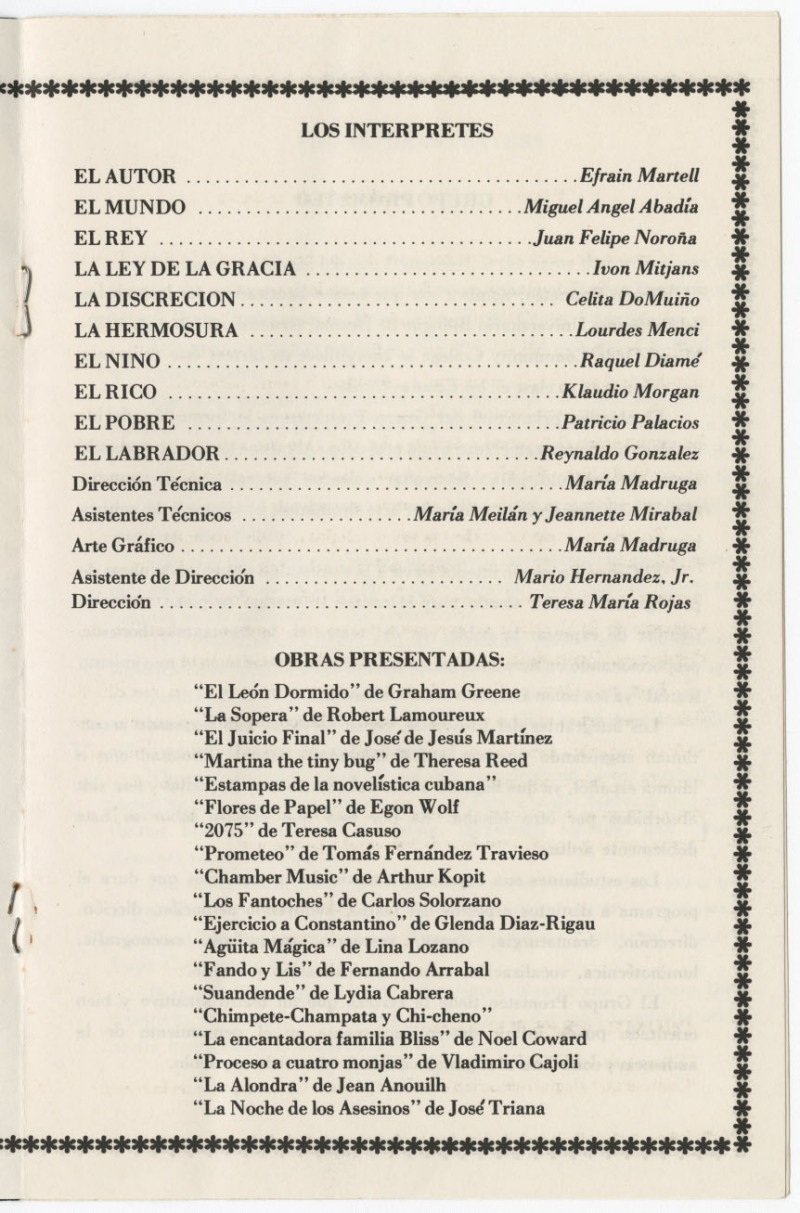 LOS INTERPRETES
EL AUTOR ........................................ Efrain Martell
EL MUNDO ........................................ Miguel Angel Abadía
EL REY ........................................ Juan Felipe Noroña
LA LEY DE LA GRACIA ........................................ Ivon Mitjans
LA DISCRECION ........................................ Celita DoMuiño
LA HERMOSURA ........................................ Lourdes Menci
EL NINO ........................................ Raquel Diamé
EL RICO ........................................ Klaudio Morgan
EL POBRE ........................................ Patricio Palacios
EL LABRADOR ........................................ Reynaldo Gonzalez
Dirección Técnica ........................................ María Madruga
Asistentes Técnicos ........................................ María Meilán y Jeannette Mirabal
Arte Gráfico ........................................ María Madruga
Asistente de Dirección ........................................ Mario Hernandez, Jr.
Dirección ........................................ Teresa María Rojas
OBRAS PRESENTADAS:
“El León Dormido” de Graham Greene
“La Sopera” de Robert Lamoureux
“El Juicio Final” de José de Jesús Martínez
“Martina the tiny bug” de Theresa Reed
“Estampas de la novelística cubana”
“Flores de Papel” de Egon Wolf
“2075” de Teresa Casuso
“Prometeo” de Tomás Fernández Travieso
“Chamber Music” de Arthur Kopit
“Los Fantoches” de Carlos Solorzano
“Ejercicio a Constantino” de Glenda Diaz-Rigau
“Agüita Mágica” de Lina Lozano
“Fando y Lis” de Fernando Arrabal
“Suandende” de Lydia Cabrera
“Chimpete-Champata y Chi-cheno”
“La encantadora familia Bliss” de Noel Coward
“Proceso a cuatro monjas” de Vladimiro Cajoli
“La Alondra” de Jean Anouilh
“La Noche de los Asesinos” de José Triana